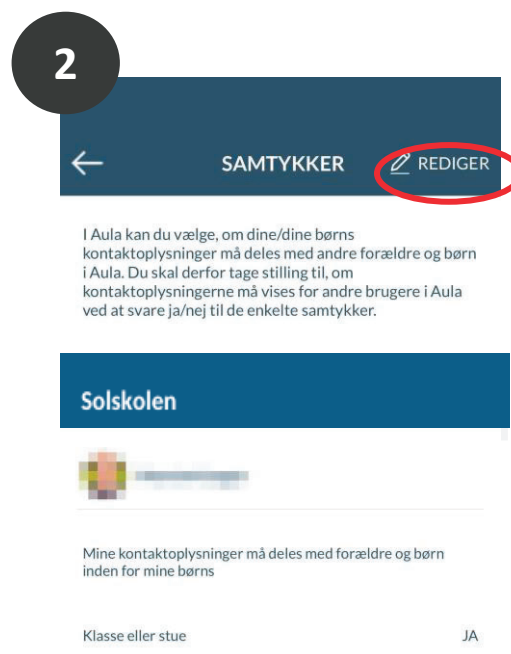 2
SAMTYKKER
REDIGER
I Aula kan du vælge, om dine/dine børns
kontaktoplysninger må deles med andre forældre og børn
i Aula. Du skal derfor tage stilling til, om
kontaktoplysningerne må vises for andre brugere i Aula
ved at svare ja/nej til de enkelte samtykker.
Solskolen
Mine kontaktoplysninger må deles med forældre og børn
inden for mine børns
Klasse eller stue JA